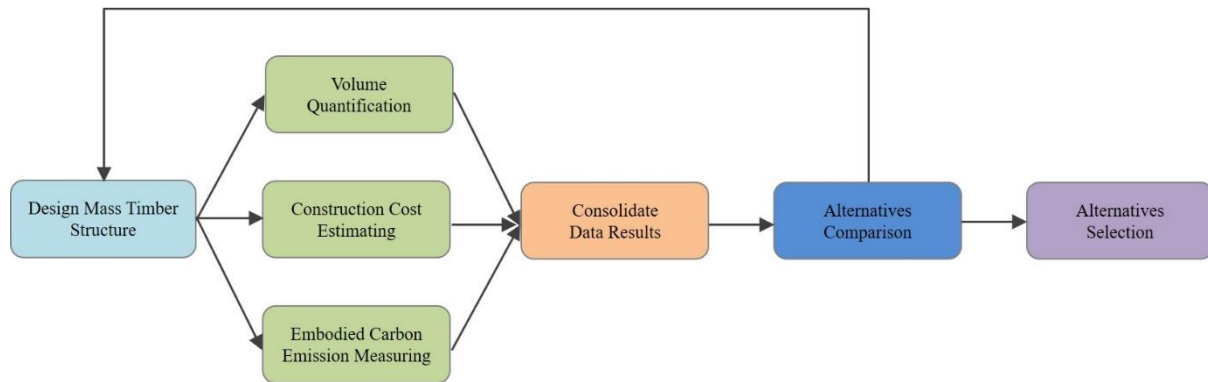 Volume
Quantification
Design Mass Timber
Structure
Construction Cost
Estimating
Embodied Carbon
Emission Measuring
Consolidate
Data Results
Alternatives
Comparison
Alternatives
Selection